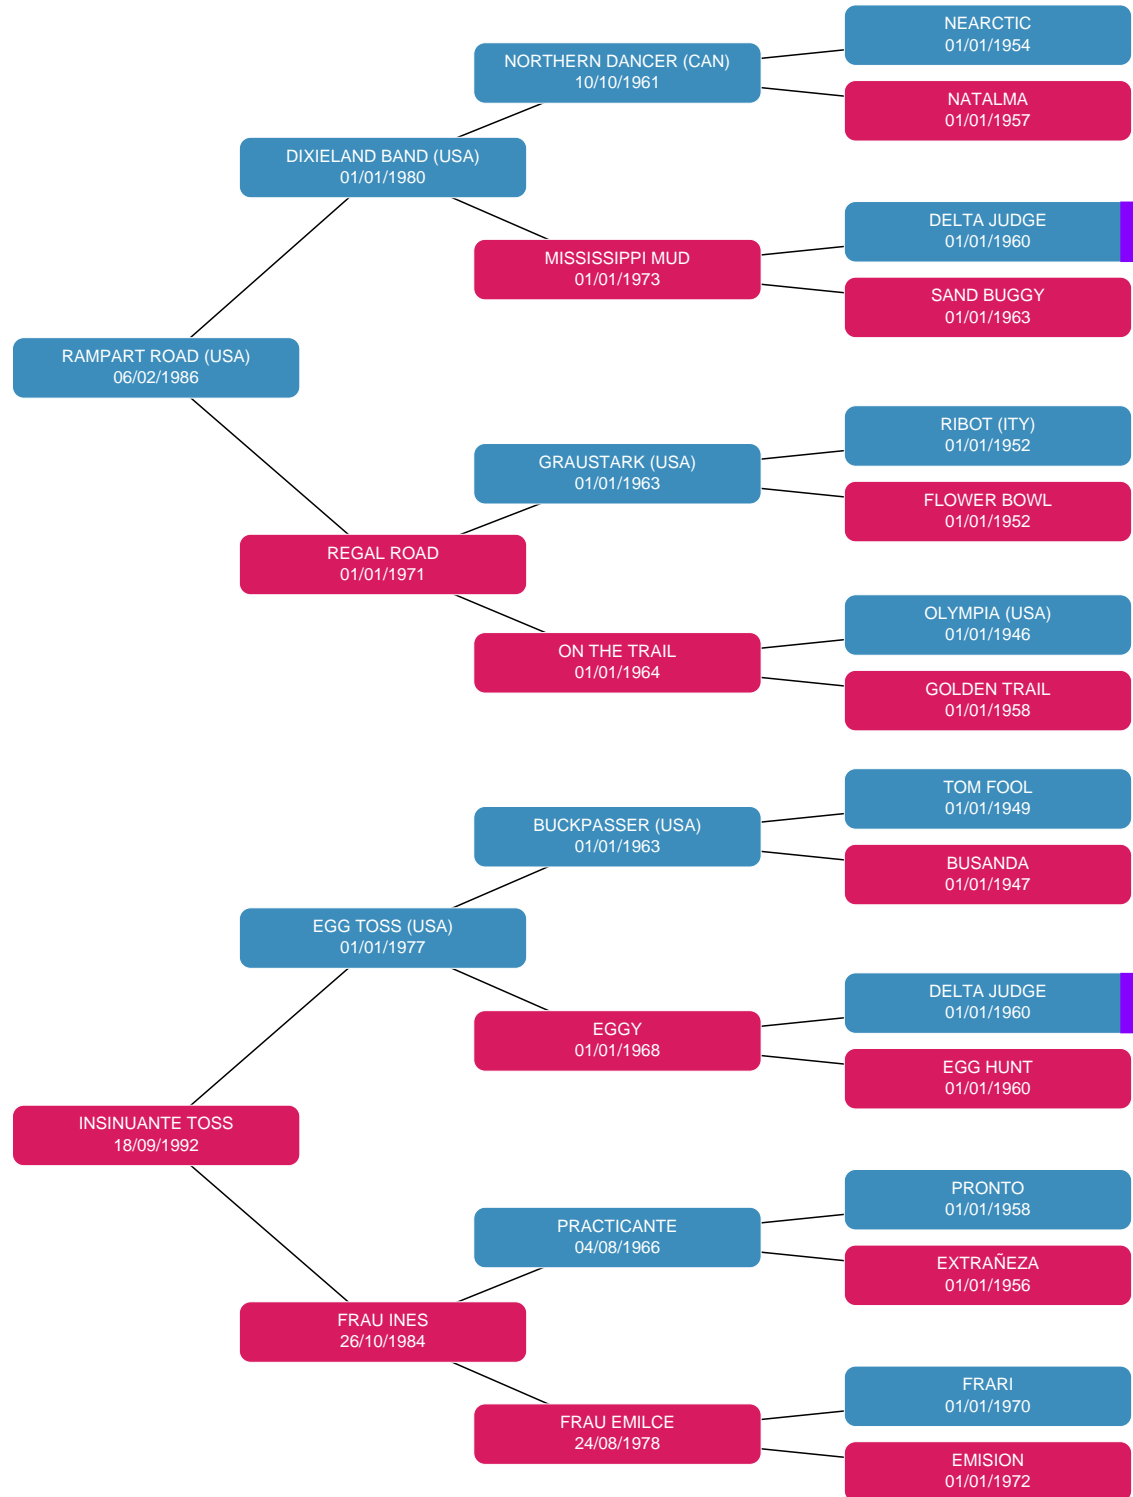 NEARCTIC
01/01/1954
NORTHERN DANCER (CAN)
10/10/1961
NATALMA
01/01/1957
DIXIELAND BAND (USA)
01/01/1980
DELTA JUDGE
01/01/1960
MISSISSIPPI MUD
01/01/1973
SAND BUGGY
01/01/1963
RAMPART ROAD (USA)
06/02/1986
RIBOT (ITY)
01/01/1952
GRAUSTARK (USA)
01/01/1963
FLOWER BOWL
01/01/1952
REGAL ROAD
01/01/1971
OLYMPIA (USA)
01/01/1946
ON THE TRAIL
01/01/1964
GOLDEN TRAIL
01/01/1958
TOM FOOL
01/01/1949
BUCKPASSER (USA)
01/01/1963
BUSANDA
01/01/1947
EGG TOSS (USA)
01/01/1977
DELTA JUDGE
01/01/1960
EGGY
01/01/1968
EGG HUNT
01/01/1960
INSINUANTE TOSS
18/09/1992
PRONTO
01/01/1958
PRACTICANTE
04/08/1966
EXTRAÑEZA
01/01/1956
FRAU INES
26/10/1984
FRARI
01/01/1970
FRAU EMILCE
24/08/1978
EMISION
01/01/1972